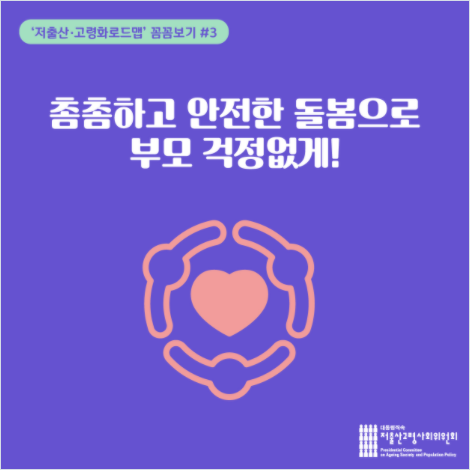 ‘저출산·고령화로드맵’ 꼼꼼보기 #3
촘촘하고 안전한 돌봄으로
부모 걱정없게!
대통령직속
저출산고령사회위원회
Presidential Committee
on Ageing Society and Population Policy